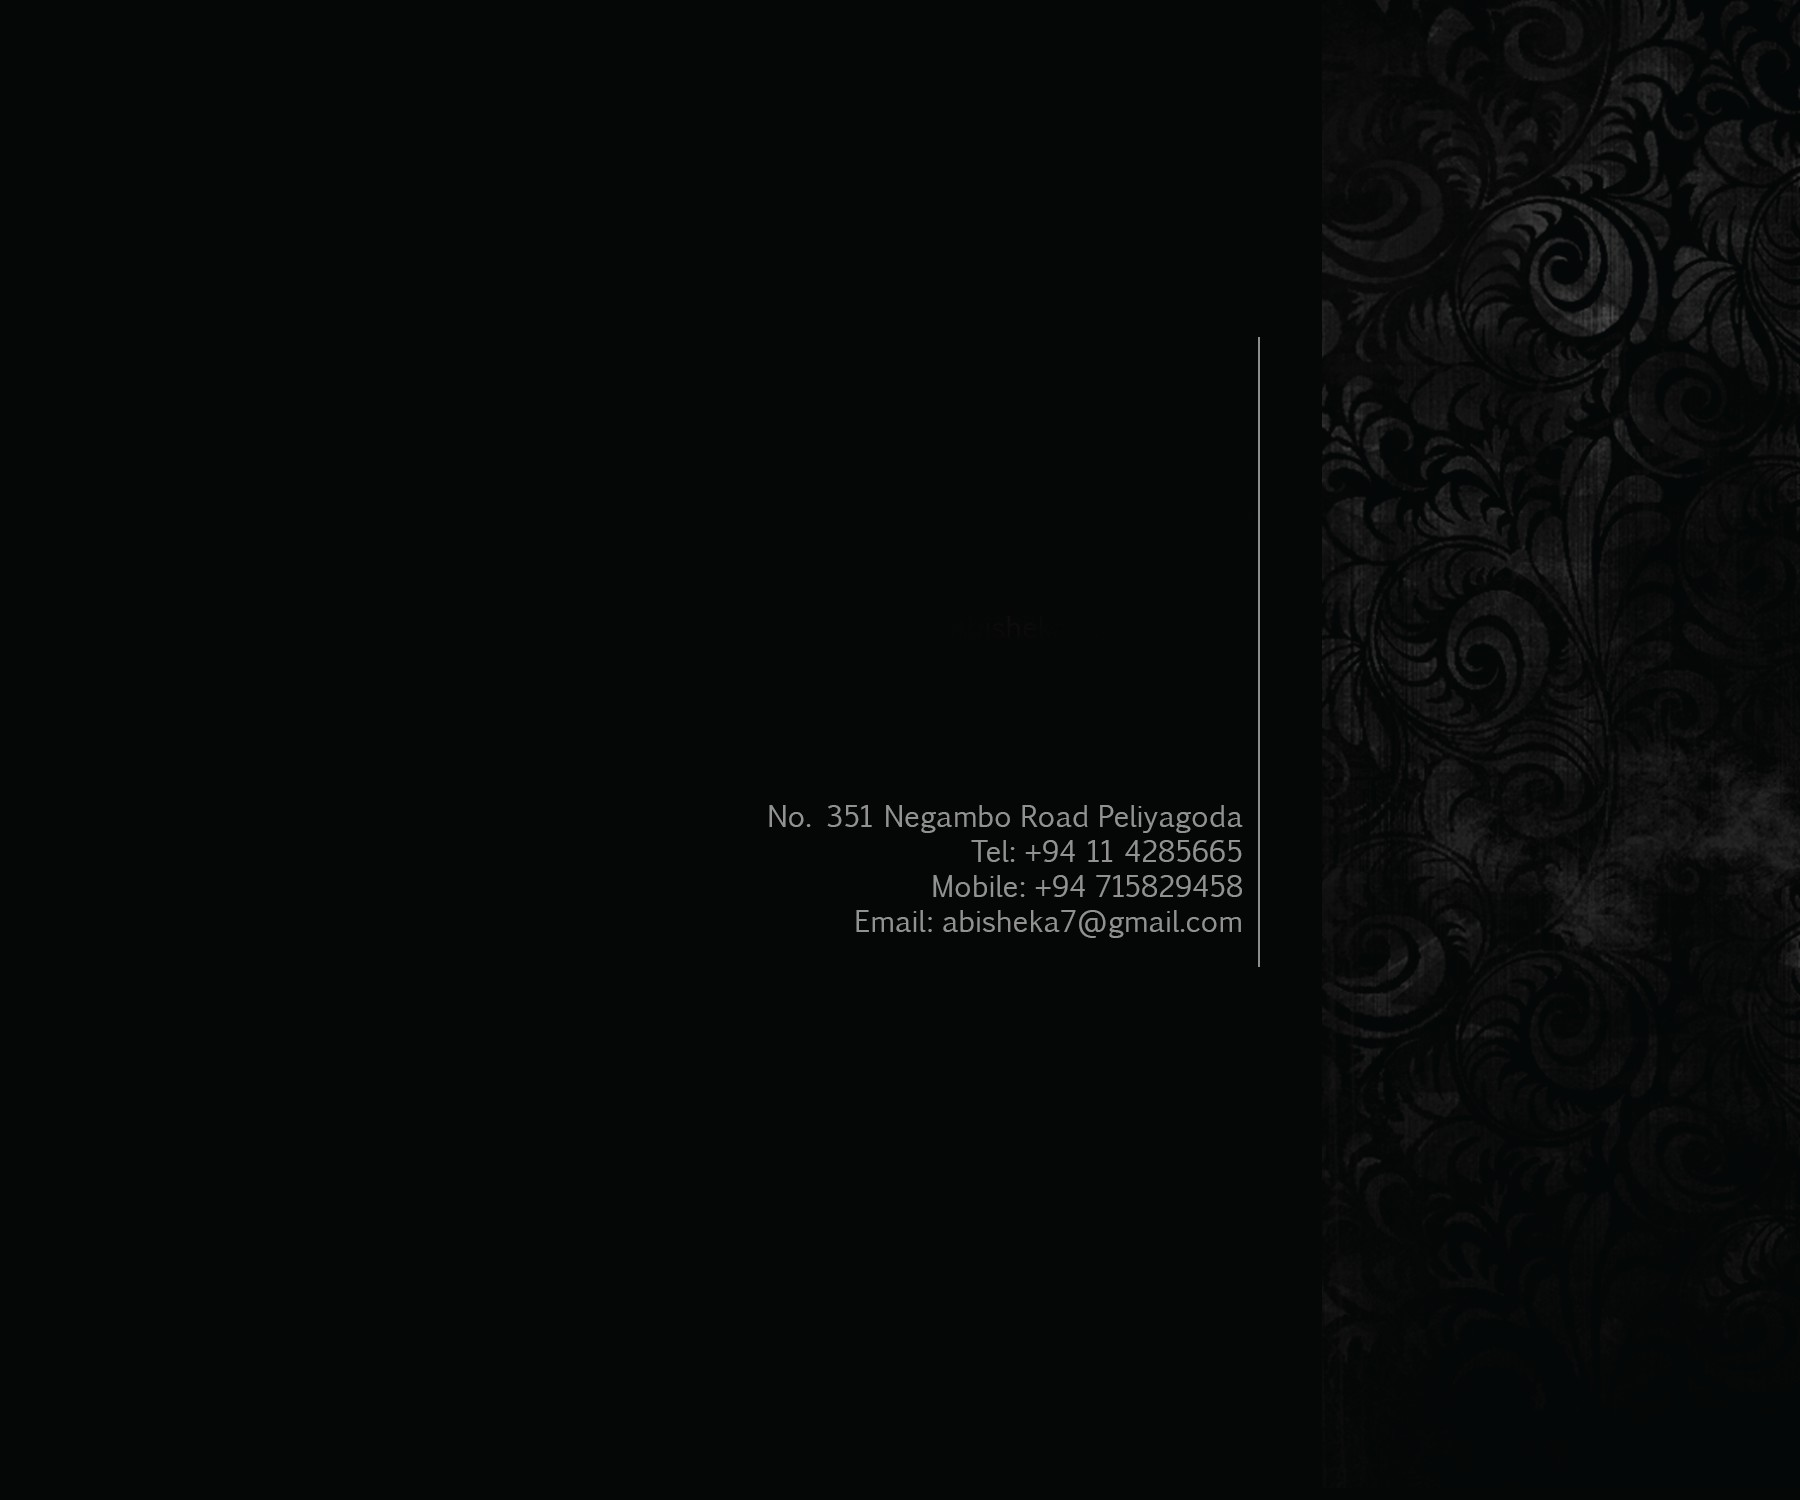 No. 351 Negambo Road Peliyagoda
Tel: +94 11 4285665
Mobile: +94 715829458
Email: abisheka7@gmail.com